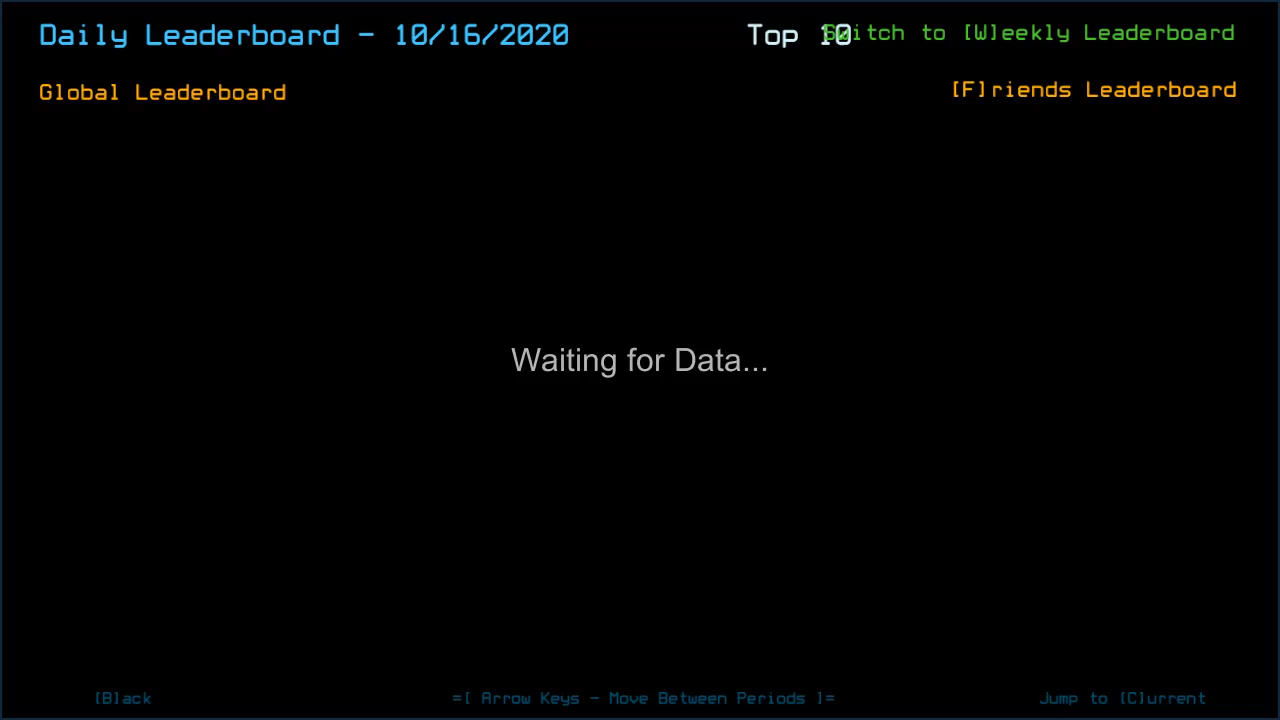 Daily Leaderboard - 10/16/2020
Top 10
Switch to [W]eekly Leaderboard
Global Leaderboard
[F]riends Leaderboard
Waiting for Data...
[B]lack
=[ Arrow Keys - Move Between Periods ]=
Jump to [C]urrent